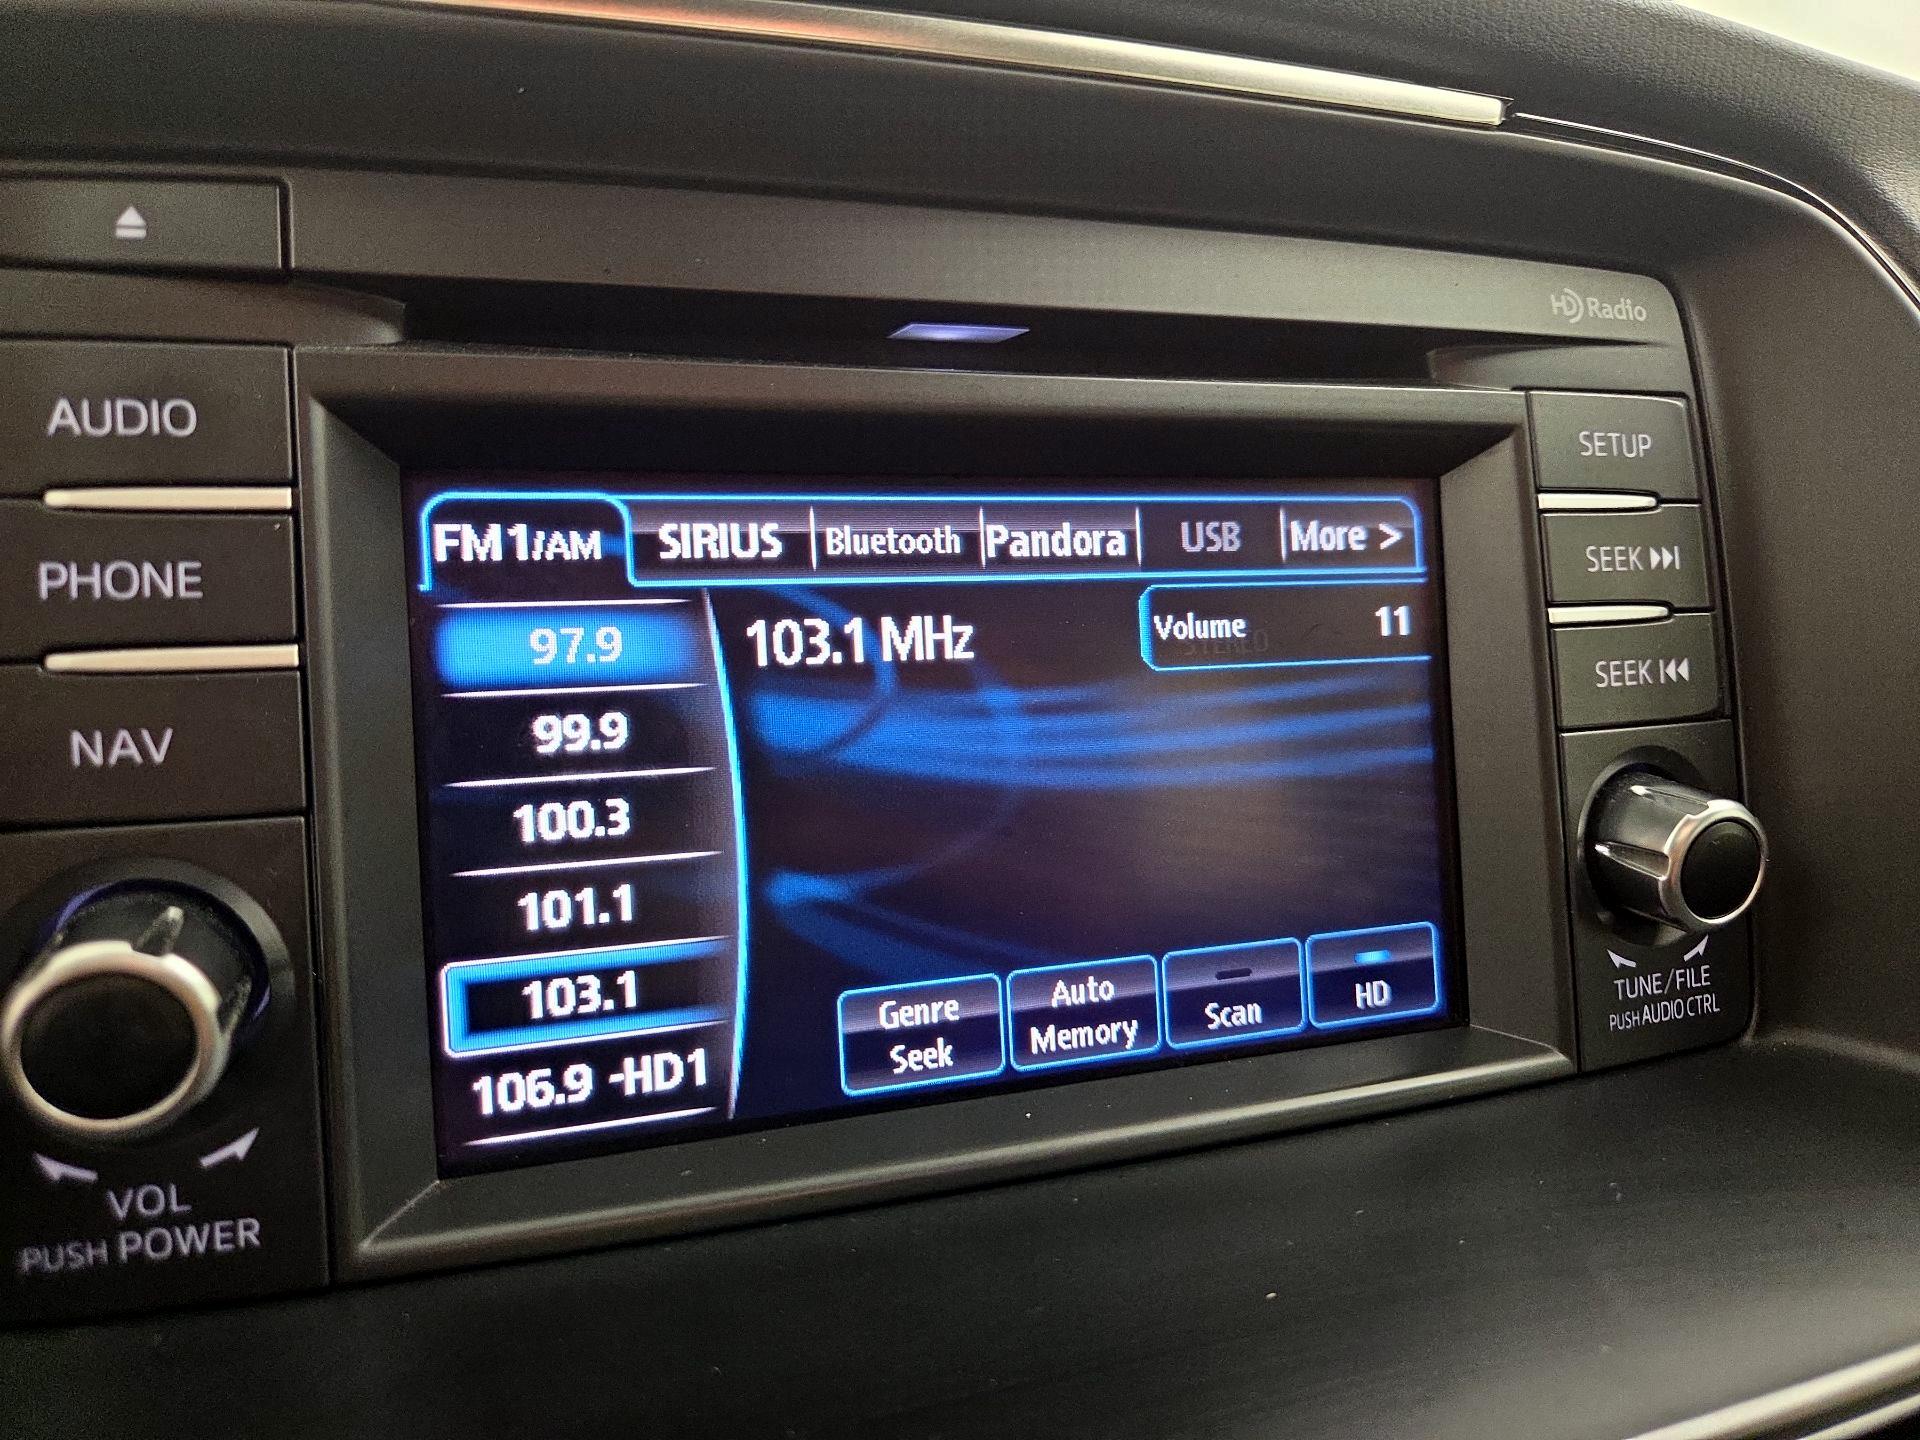 HD Radio
AUDIO
PHONE
NAV
VOL
PUSH POWER
FM1/AM
SIRIUS
Bluetooth
Pandora
USB
More >
97.9
99.9
100.3
101.1
103.1
106.9 -HD1
103.1 MHz
Volume 11
STEREO
Genre
Seek
Auto
Memory
Scan
HD
SETUP
SEEK
SEEK
TUNE/FILE
PUSH AUDIO CTRL